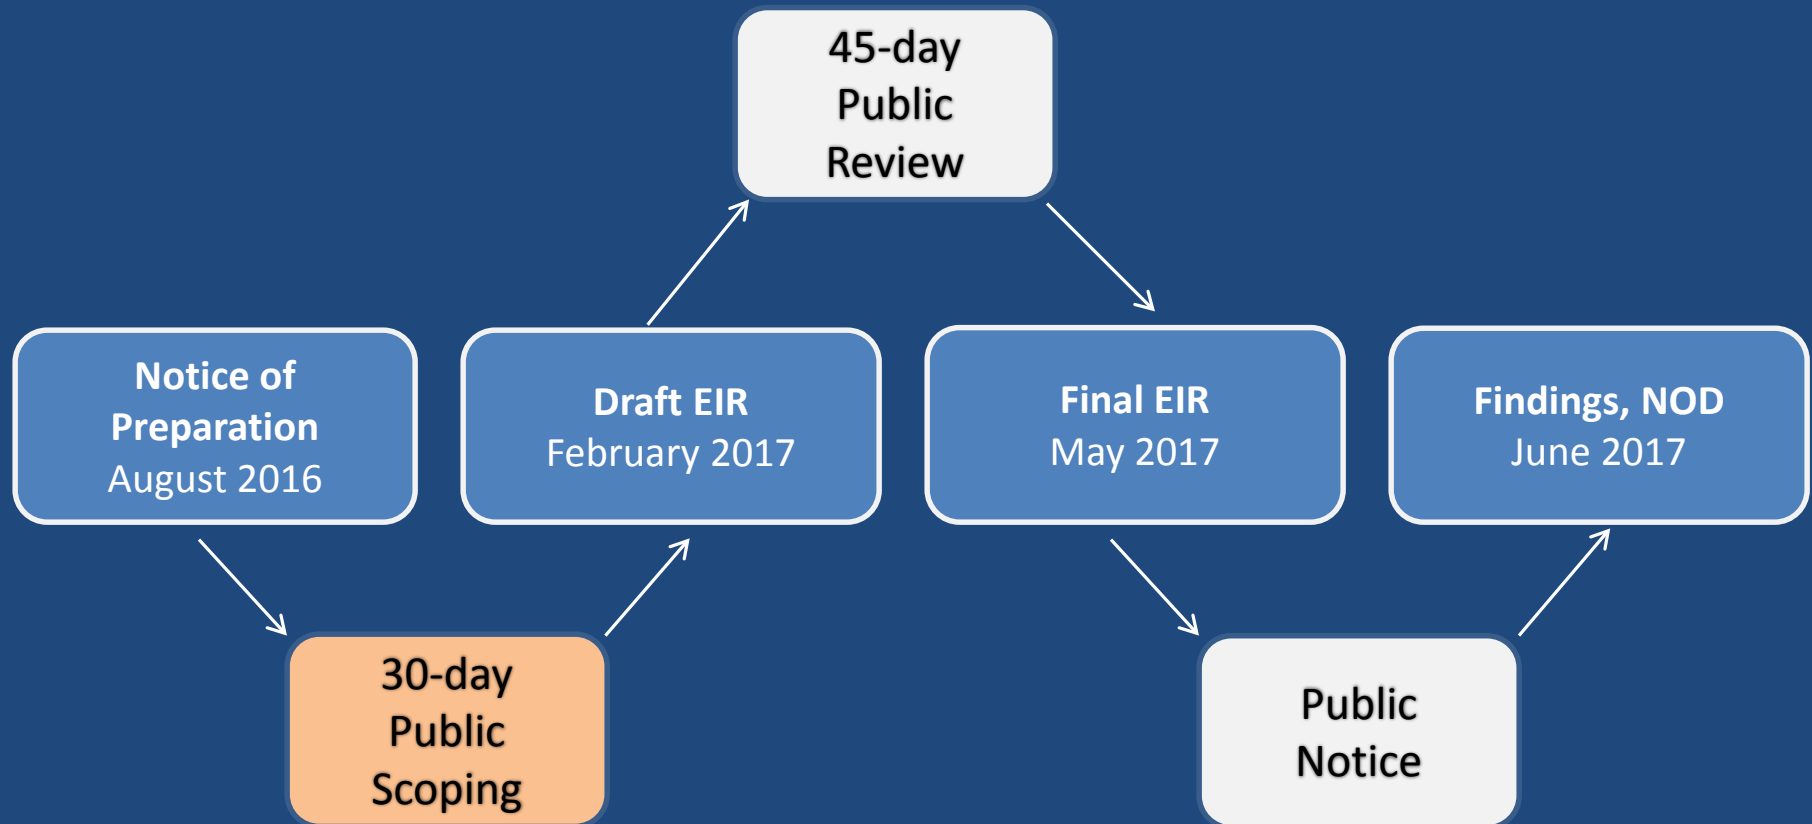 45-day
Public
Review
Notice of
Preparation
August 2016
Draft EIR
February 2017
Final EIR
May 2017
Findings, NOD
June 2017
30-day
Public
Scoping
Public
Notice